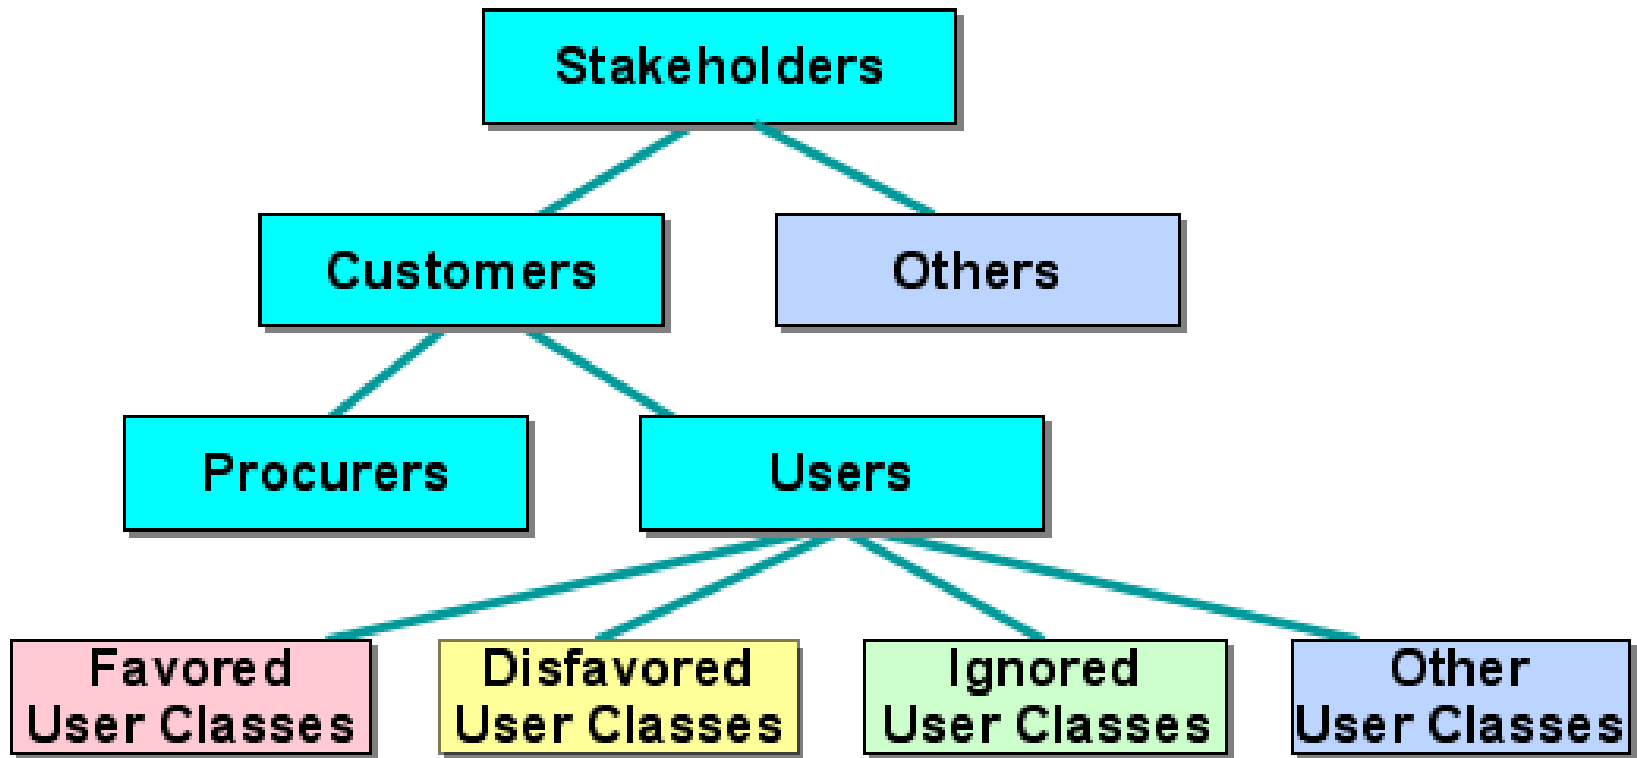 Stakeholders
Customers
Others
Procurers
Users
Favored
User Classes
Disfavored
User Classes
Ignored
User Classes
Other
User Classes